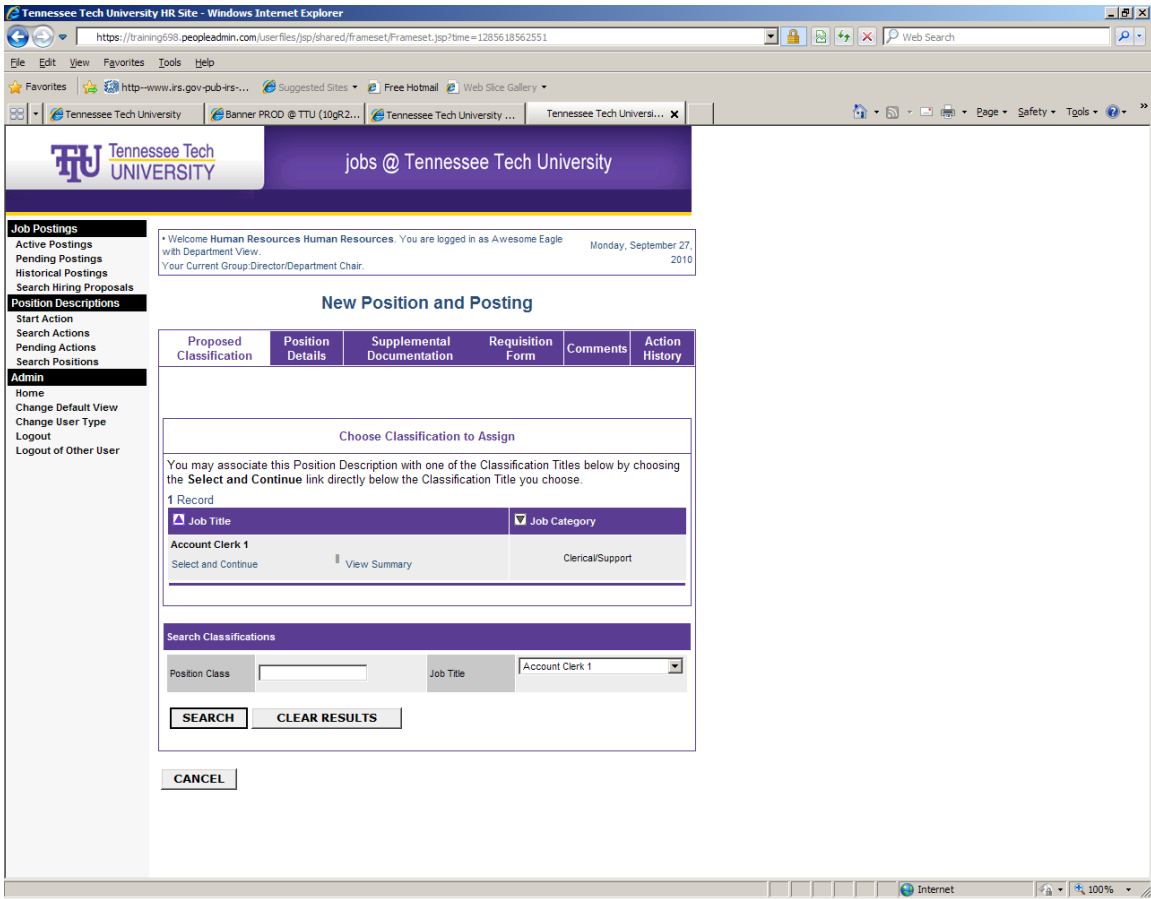 Tennessee Tech University HR Site - Windows Internet Explorer
https://training698.peopleadmin.com/userfiles/jsp/shared/frameset/Frameset.jsp?time=1285618562551
Web Search
File Edit View Favorites Tools Help
Favorites http--www.irs.gov-pub-irs-... Suggested Sites Free Hotmail Web Slice Gallery
Tennessee Tech University Banner PROD @ TTU (10gR2... Tennessee Tech University ... Tennessee Tech Universi... X Page Safety Tools »
TTU Tennessee Tech UNIVERSITY
jobs @ Tennessee Tech University
Job Postings
Active Postings
Pending Postings
Historical Postings
Search Hiring Proposals
Position Descriptions
Start Action
Search Actions
Pending Actions
Search Positions
Admin
Home
Change Default View
Change User Type
Logout
Logout of Other User
• Welcome Human Resources Human Resources. You are logged in as Awesome Eagle
with Department View.
Your Current Group:Director/Department Chair.
Monday, September 27,
2010
New Position and Posting
Proposed Classification
Position Details
Supplemental Documentation
Requisition Form
Comments
Action History
Choose Classification to Assign
You may associate this Position Description with one of the Classification Titles below by choosing
the Select and Continue link directly below the Classification Title you choose.
1 Record
Job Title Job Category
Account Clerk 1
Select and Continue View Summary Clerical/Support
Search Classifications
Position Class Job Title Account Clerk 1
SEARCH CLEAR RESULTS
CANCEL
Internet 100%